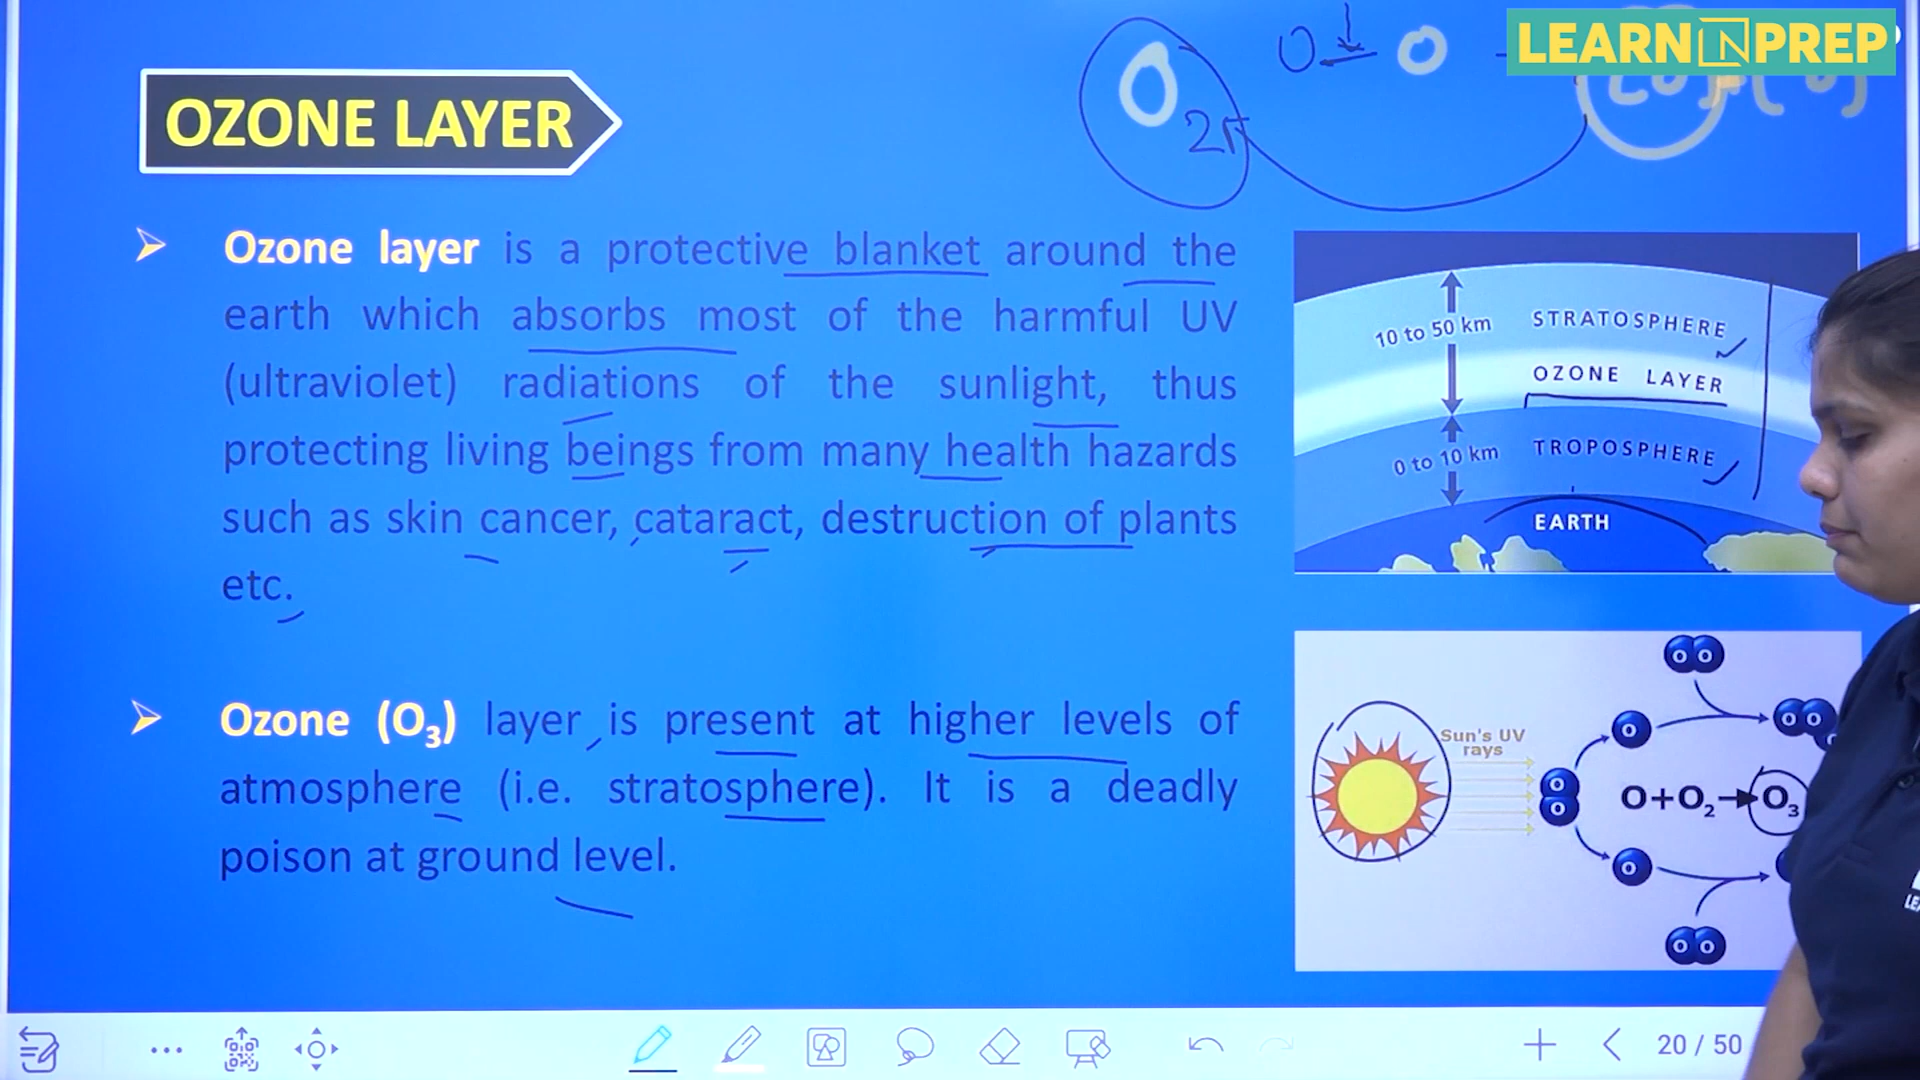 LEARN IN PREP
O2
O O
OZONE LAYER
Ozone layer is a protective blanket around the
earth which absorbs most of the harmful UV
(ultraviolet) radiations of the sunlight, thus
protecting living beings from many health hazards
such as skin cancer, cataract, destruction of plants
etc.
Ozone (O3) layer is present at higher levels of
atmosphere (i.e. stratosphere). It is a deadly
poison at ground level.
10 to 50 km STRATOSPHERE
OZONE LAYER
0 to 10 km TROPOSPHERE
EARTH
O O
O O O
Sun's UV
rays
O
O
O+O2→O3
O
O O
20 / 50